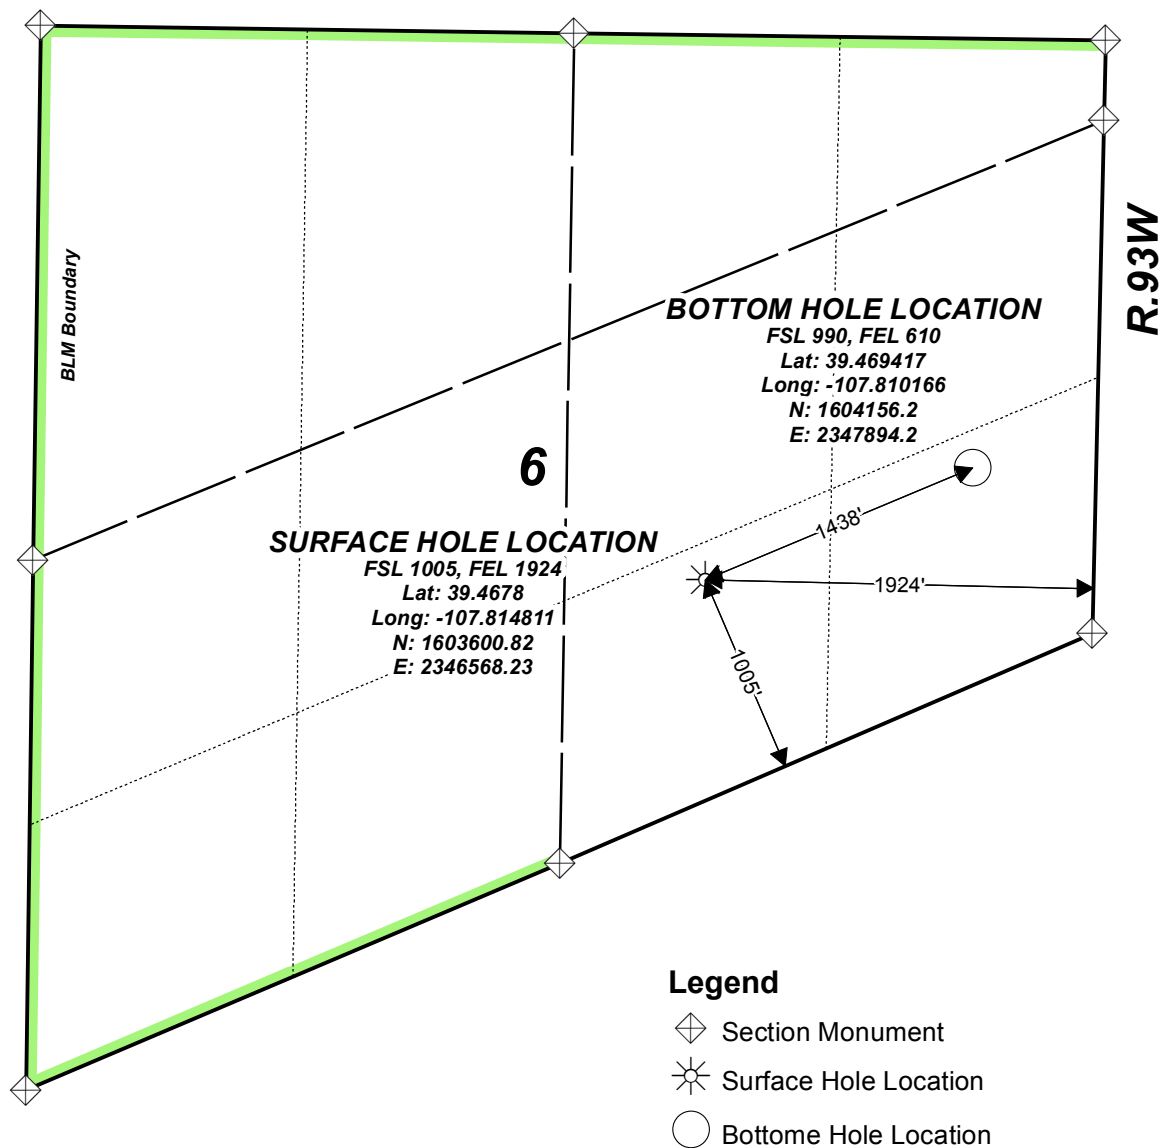 R.93W
BLM Boundary
BOTTOM HOLE LOCATION
FSL 990, FEL 610
Lat: 39.469417
Long: -107.810166
N: 1604156.2
E: 2347894.2
6
1438'
SURFACE HOLE LOCATION
FSL 1005, FEL 1924
Lat: 39.4678
Long: -107.814811
N: 1603600.82
E: 2346568.23
1924'
1005'
Legend
Section Monument
Surface Hole Location
Bottome Hole Location